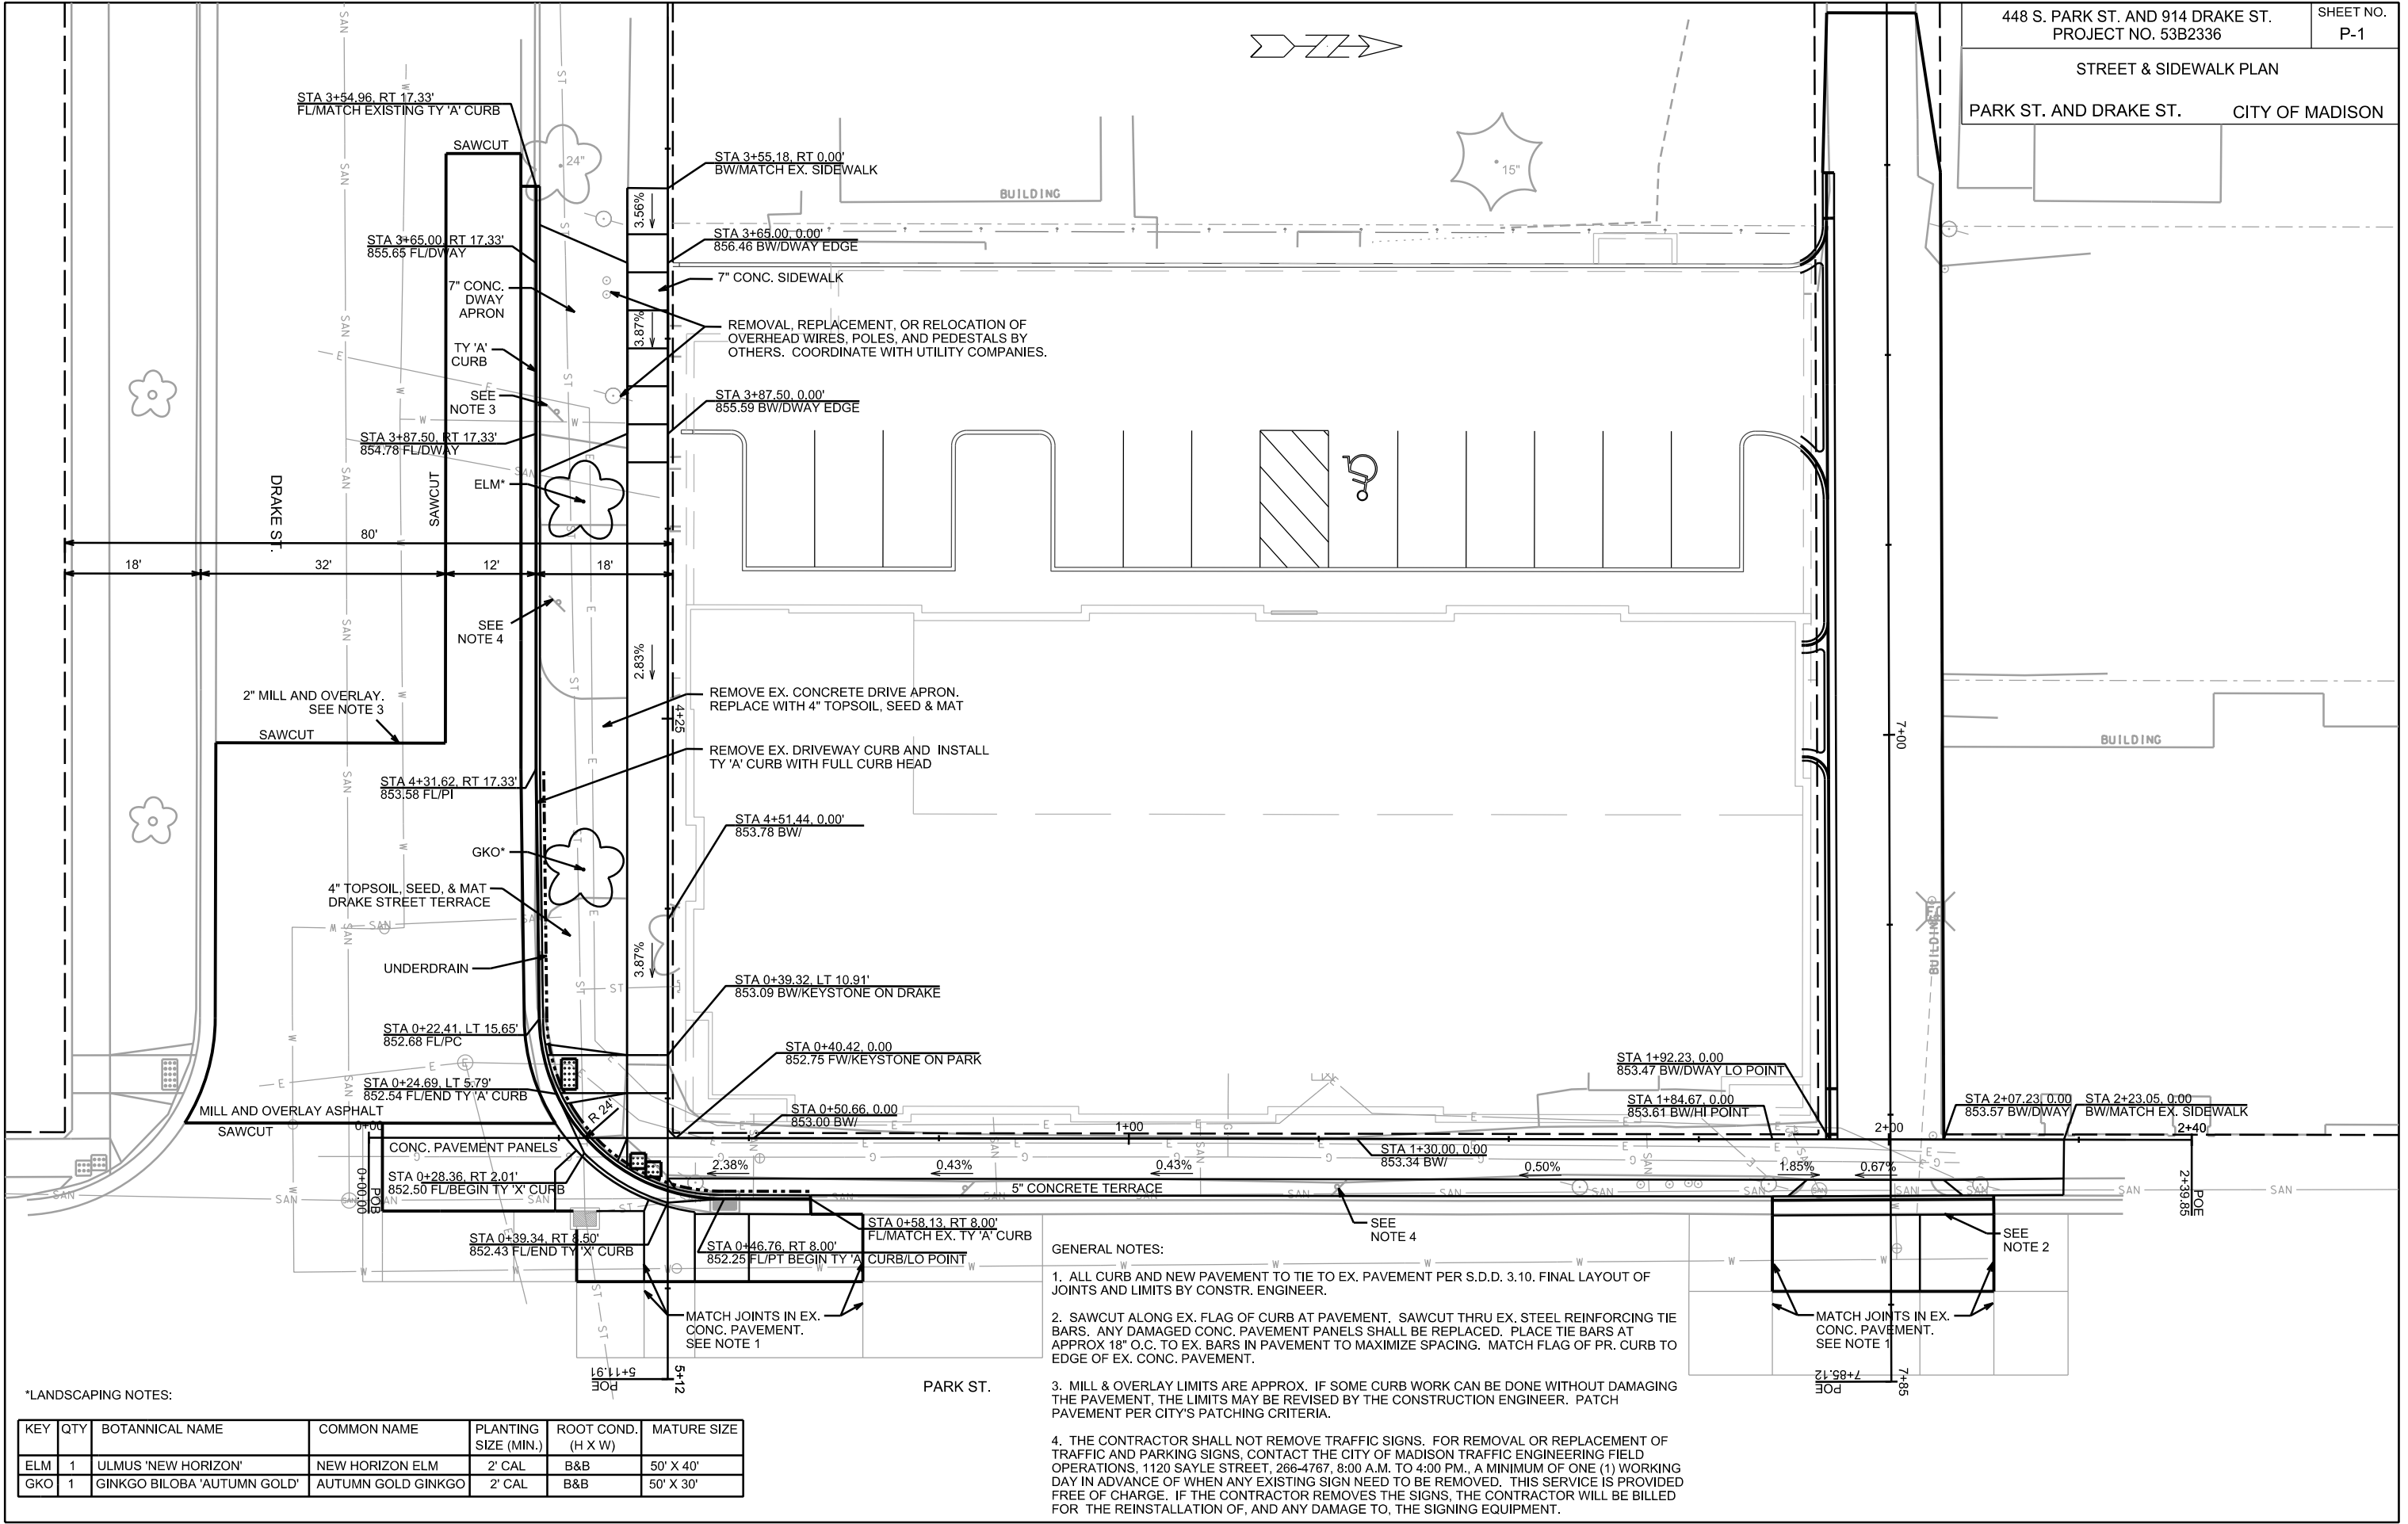 448 S. PARK ST. AND 914 DRAKE ST.
PROJECT NO. 53B2336
SHEET NO.
P-1
STREET & SIDEWALK PLAN
PARK ST. AND DRAKE ST.
CITY OF MADISON
STA 3+54.96, RT 17.33'
FL/MATCH EXISTING TY 'A' CURB
SAWCUT
24"
STA 3+55.18, RT 0.00'
BW/MATCH EX. SIDEWALK
BUILDING
15"
3.56%
STA 3+65.00, RT 17.33'
855.65 FL/DWAY
STA 3+65.00, 0.00'
856.46 BW/DWAY EDGE
7" CONC. SIDEWALK
7" CONC.
DWAY
APRON
3.87%
REMOVAL, REPLACEMENT, OR RELOCATION OF
OVERHEAD WIRES, POLES, AND PEDESTALS BY
OTHERS. COORDINATE WITH UTILITY COMPANIES.
TY 'A'
CURB
SEE
NOTE 3
STA 3+87.50, 0.00'
855.59 BW/DWAY EDGE
STA 3+87.50, RT 17.33'
854.78 FL/DWAY
ELM*
DRAKE ST.
SAWCUT
80'
18'
32'
12'
18'
SEE
NOTE 4
2.83%
2" MILL AND OVERLAY.
SEE NOTE 3
SAWCUT
REMOVE EX. CONCRETE DRIVE APRON.
REPLACE WITH 4" TOPSOIL, SEED & MAT
4+25
7+00
BUILDING
REMOVE EX. DRIVEWAY CURB AND INSTALL
TY 'A' CURB WITH FULL CURB HEAD
STA 4+31.62, RT 17.33'
853.58 FL/PI
STA 4+51.44, 0.00'
853.78 BW/
GKO*
4" TOPSOIL, SEED, & MAT
DRAKE STREET TERRACE
3.87%
BUILDING
UNDERDRAIN
STA 0+39.32, LT 10.91'
853.09 BW/KEYSTONE ON DRAKE
STA 0+22.41, LT 15.65'
852.68 FL/PC
STA 0+40.42, 0.00
852.75 FW/KEYSTONE ON PARK
STA 1+92.23, 0.00
853.47 BW/DWAY LO POINT
STA 0+24.69, LT 5.79'
852.54 FL/END TY 'A' CURB
R 24'
STA 0+50.66, 0.00
853.00 BW/
STA 1+84.67, 0.00
853.61 BW/HI POINT
STA 2+07.23, 0.00
853.57 BW/DWAY
STA 2+23.05, 0.00
BW/MATCH EX. SIDEWALK
MILL AND OVERLAY ASPHALT
SAWCUT
0+00
1+00
2+00
2+40
CONC. PAVEMENT PANELS
STA 1+30.00, 0.00
853.34 BW/
2.38%
0.43%
0.43%
0.50%
1.85%
0.67%
POB
0+00.00
STA 0+28.36, RT 2.01'
852.50 FL/BEGIN TY 'X' CURB
5" CONCRETE TERRACE
POE
2+39.85
STA 0+58.13, RT 8.00'
FL/MATCH EX. TY 'A' CURB
SEE
NOTE 4
SEE
NOTE 2
STA 0+39.34, RT 8.50'
852.43 FL/END TY 'X' CURB
STA 0+46.76, RT 8.00'
852.25 FL/PT BEGIN TY 'A' CURB/LO POINT
MATCH JOINTS IN EX.
CONC. PAVEMENT.
SEE NOTE 1
MATCH JOINTS IN EX.
CONC. PAVEMENT.
SEE NOTE 1
POE
5+11.91
5+12
POE
7+85.12
7+85
PARK ST.
GENERAL NOTES:
1. ALL CURB AND NEW PAVEMENT TO TIE TO EX. PAVEMENT PER S.D.D. 3.10. FINAL LAYOUT OF
JOINTS AND LIMITS BY CONSTR. ENGINEER.
2. SAWCUT ALONG EX. FLAG OF CURB AT PAVEMENT. SAWCUT THRU EX. STEEL REINFORCING TIE
BARS. ANY DAMAGED CONC. PAVEMENT PANELS SHALL BE REPLACED. PLACE TIE BARS AT
APPROX 18" O.C. TO EX. BARS IN PAVEMENT TO MAXIMIZE SPACING. MATCH FLAG OF PR. CURB TO
EDGE OF EX. CONC. PAVEMENT.
3. MILL & OVERLAY LIMITS ARE APPROX. IF SOME CURB WORK CAN BE DONE WITHOUT DAMAGING
THE PAVEMENT, THE LIMITS MAY BE REVISED BY THE CONSTRUCTION ENGINEER. PATCH
PAVEMENT PER CITY'S PATCHING CRITERIA.
4. THE CONTRACTOR SHALL NOT REMOVE TRAFFIC SIGNS. FOR REMOVAL OR REPLACEMENT OF
TRAFFIC AND PARKING SIGNS, CONTACT THE CITY OF MADISON TRAFFIC ENGINEERING FIELD
OPERATIONS, 1120 SAYLE STREET, 266-4767, 8:00 A.M. TO 4:00 PM., A MINIMUM OF ONE (1) WORKING
DAY IN ADVANCE OF WHEN ANY EXISTING SIGN NEED TO BE REMOVED. THIS SERVICE IS PROVIDED
FREE OF CHARGE. IF THE CONTRACTOR REMOVES THE SIGNS, THE CONTRACTOR WILL BE BILLED
FOR THE REINSTALLATION OF, AND ANY DAMAGE TO, THE SIGNING EQUIPMENT.
*LANDSCAPING NOTES:
KEY QTY BOTANNICAL NAME COMMON NAME PLANTING SIZE (MIN.) ROOT COND. (H X W) MATURE SIZE
ELM 1 ULMUS 'NEW HORIZON' NEW HORIZON ELM 2' CAL B&B 50' X 40'
GKO 1 GINKGO BILOBA 'AUTUMN GOLD' AUTUMN GOLD GINKGO 2' CAL B&B 50' X 30'